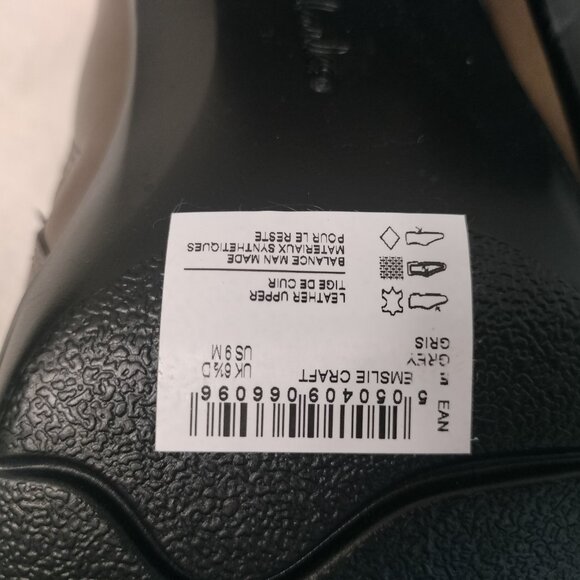 EAN
5 050409 066096
EMSLIE CRAFT UK 6½ D
GREY US 9 M
GRIS
LEATHER UPPER
TIGE DE CUIR
BALANCE MAN MADE
MATERIAUX SYNTHETIQUES
POUR LE RESTE
Clarks